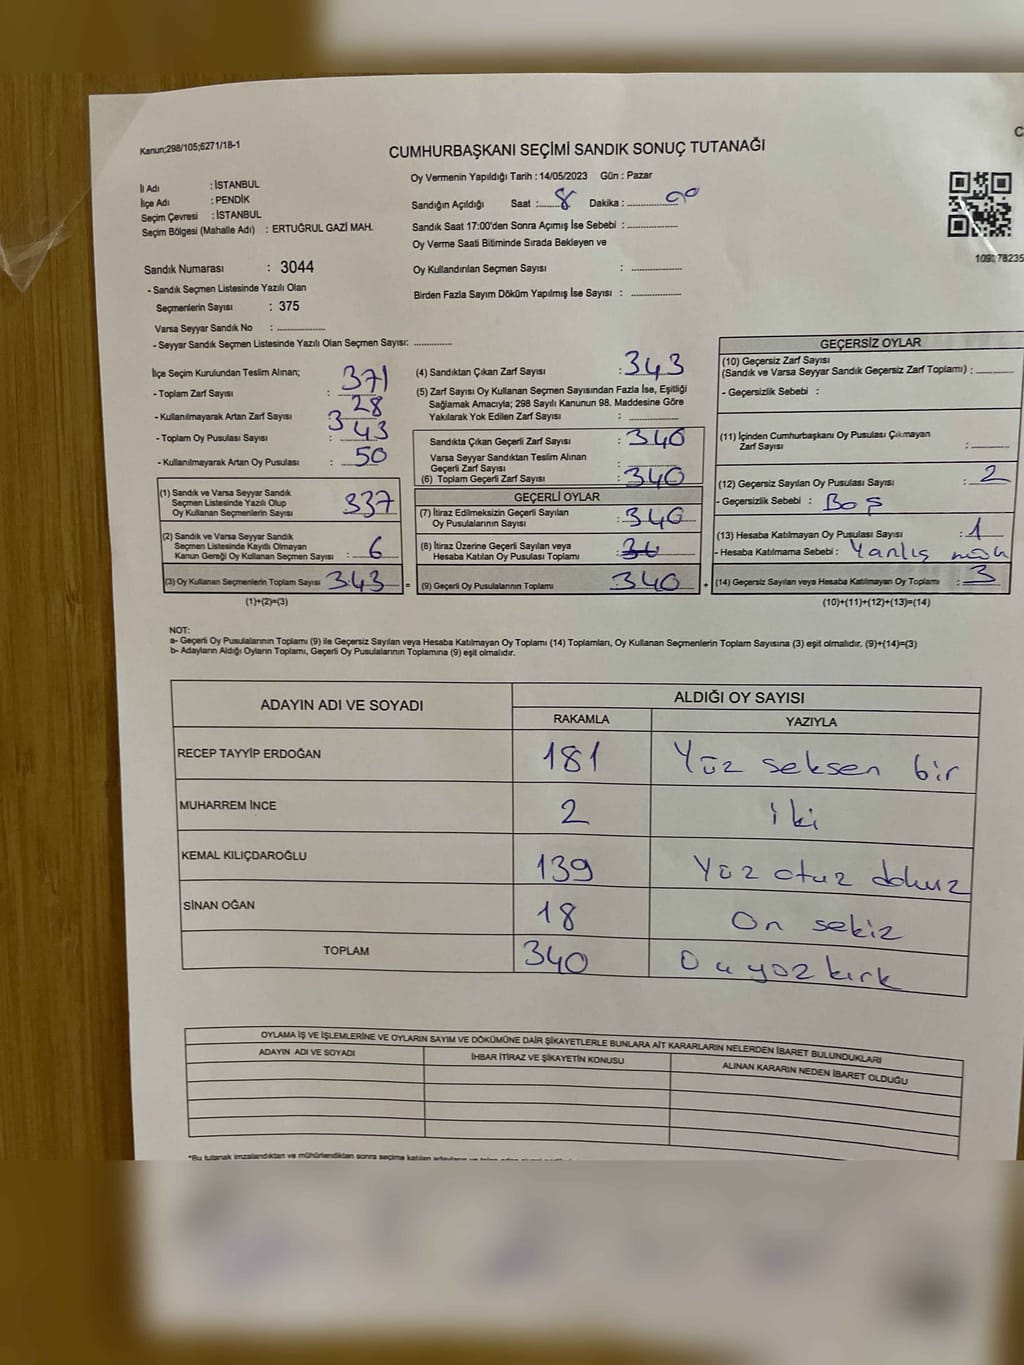 Kanun;298/105;6271/18-1
CUMHURBAŞKANI SEÇİMİ SANDIK SONUÇ TUTANAĞI
İl Adı : İSTANBUL
İlçe Adı : PENDİK
Seçim Çevresi : İSTANBUL
Seçim Bölgesi (Mahalle Adı) : ERTUĞRUL GAZİ MAH.
Sandık Numarası : 3044
- Sandık Seçmen Listesinde Yazılı Olan
Seçmenlerin Sayısı : 375
Varsa Seyyar Sandık No : ................
- Seyyar Sandık Seçmen Listesinde Yazılı Olan Seçmen Sayısı: ............
Oy Vermenin Yapıldığı Tarih : 14/05/2023 Gün : Pazar
Sandığın Açıldığı Saat : 8 Dakika : 00
Sandık Saat 17:00'den Sonra Açımış İse Sebebi : ................
Oy Verme Saati Bitiminde Sırada Bekleyen ve
Oy Kullandırılan Seçmen Sayısı : ................
Birden Fazla Sayım Döküm Yapılmış İse Sayısı : ................
İlçe Seçim Kurulundan Teslim Alınan;
- Toplam Zarf Sayısı : 371
- Kullanılmayarak Artan Zarf Sayısı : 28
- Toplam Oy Pusulası Sayısı : 343
- Kullanılmayarak Artan Oy Pusulası : 50
(1) Sandık ve Varsa Seyyar Sandık
Seçmen Listesinde Yazılı Olup
Oy Kullanan Seçmenlerin Sayısı 337
(2) Sandık ve Varsa Seyyar Sandık
Seçmen Listesinde Kayıtlı Olmayan
Kanun Gereği Oy Kullanan Seçmen Sayısı : 6
(3) Oy Kullanan Seçmenlerin Toplam Sayısı 343 =
(1)+(2)=(3)
(4) Sandıktan Çıkan Zarf Sayısı : 343
(5) Zarf Sayısı Oy Kullanan Seçmen Sayısından Fazla İse, Eşitliği
Sağlamak Amacıyla; 298 Sayılı Kanunun 98. Maddesine Göre
Yakılarak Yok Edilen Zarf Sayısı : ............
Sandıkta Çıkan Geçerli Zarf Sayısı : 340
Varsa Seyyar Sandıktan Teslim Alınan
Geçerli Zarf Sayısı : ............
(6) Toplam Geçerli Zarf Sayısı : 340
GEÇERLİ OYLAR
(7) İtiraz Edilmeksizin Geçerli Sayılan
Oy Pusulalarının Sayısı : 340
(8) İtiraz Üzerine Geçerli Sayılan veya
Hesaba Katılan Oy Pusulaları Toplamı :
(9) Geçerli Oy Pusulalarının Toplamı : 340 +
GEÇERSİZ OYLAR
(10) Geçersiz Zarf Sayısı
(Sandık ve Varsa Seyyar Sandık Geçersiz Zarf Toplamı) : ............
- Geçersizlik Sebebi :
(11) İçinden Cumhurbaşkanı Oy Pusulası Çıkmayan
Zarf Sayısı : ............
(12) Geçersiz Sayılan Oy Pusulası Sayısı : 2
- Geçersizlik Sebebi : Boş
(13) Hesaba Katılmayan Oy Pusulası Sayısı : 1
- Hesaba Katılmama Sebebi : Yanlış
(14) Geçersiz Sayılan veya Hesaba Katılmayan Oy Toplamı : 3
(10)+(11)+(12)+(13)=(14)
NOT:
a- Geçerli Oy Pusulalarının Toplamı (9) ile Geçersiz Sayılan veya Hesaba Katılmayan Oy Toplamı (14) Toplamları, Oy Kullanan Seçmenlerin Toplam Sayısına (3) eşit olmalıdır. (9)+(14)=(3)
b- Adayların Aldığı Oyların Toplamı, Geçerli Oy Pusulalarının Toplamına (9) eşit olmalıdır.
ADAYIN ADI VE SOYADI ALDIĞI OY SAYISI
RAKAMLA YAZIYLA
RECEP TAYYİP ERDOĞAN 181 Yüz seksen bir
MUHARREM İNCE 2 iki
KEMAL KILIÇDAROĞLU 139 Yüz otuz dokuz
SİNAN OĞAN 18 On sekiz
TOPLAM 340 kırk
OYLAMA İŞ VE İŞLEMLERİNE VE OYLARIN SAYIM VE DÖKÜMÜNE DAİR ŞİKAYETLERLE BUNLARA AİT KARARLARIN NELERDEN İBARET BULUNDUKLARI
ADAYIN ADI VE SOYADI İHBAR İTİRAZ VE ŞİKAYETİN KONUSU ALINAN KARARIN NEDEN İBARET OLDUĞU
*Bu tutanak imzalandıktan ve mühürlendikten sonra seçime katılan